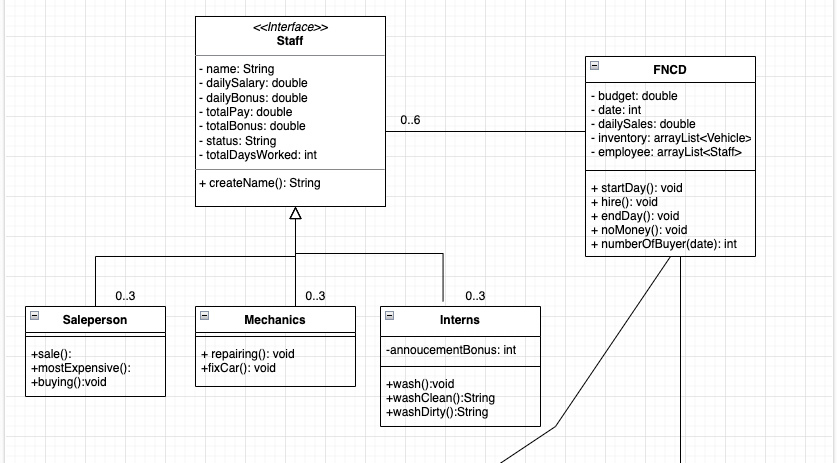 <<Interface>>
Staff
- name: String
- dailySalary: double
- dailyBonus: double
- totalPay: double
- totalBonus: double
- status: String
- totalDaysWorked: int
+ createName(): String
0..6
FNCD
- budget: double
- date: int
- dailySales: double
- inventory: arrayList<Vehicle>
- employee: arrayList<Staff>
+ startDay(): void
+ hire(): void
+ endDay(): void
+ noMoney(): void
+ numberOfBuyer(date): int
0..3
Saleperson
+sale():
+mostExpensive():
+buying():void
0..3
Mechanics
+ repairing(): void
+fixCar(): void
0..3
Interns
-annoucementBonus: int
+wash():void
+washClean():String
+washDirty():String